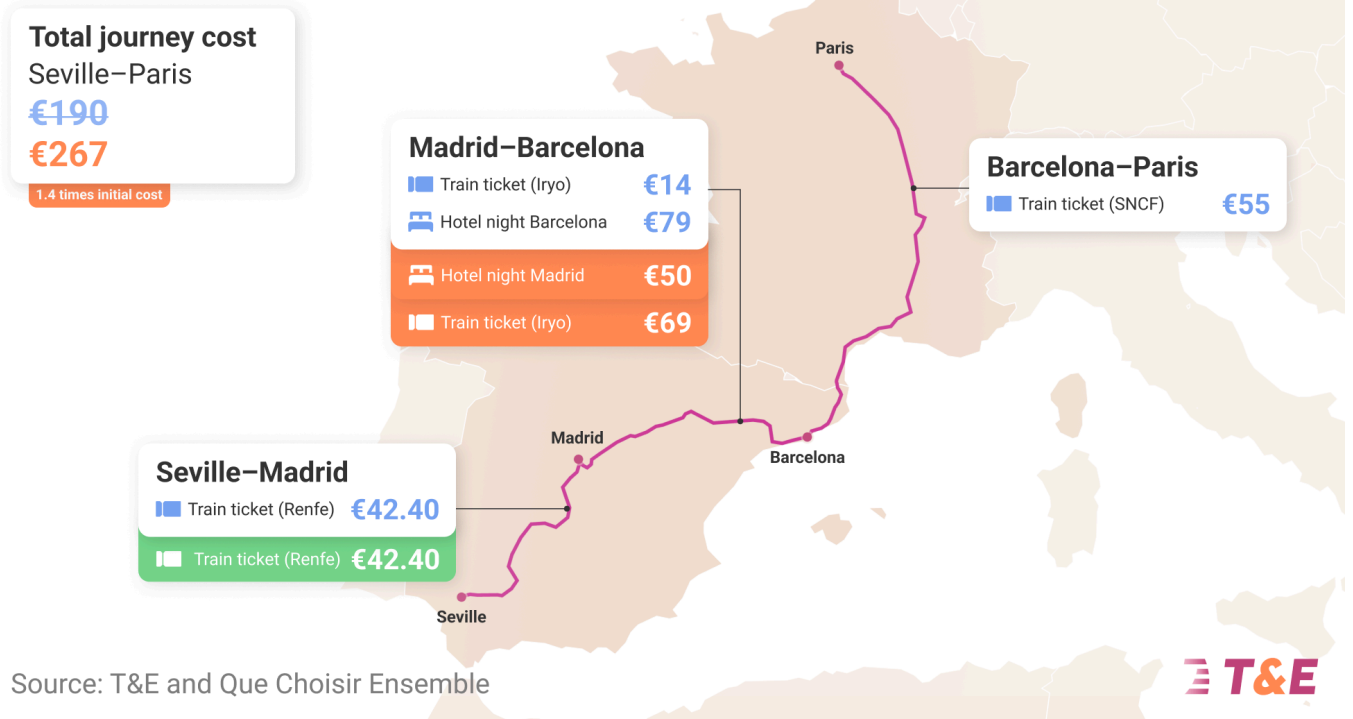 Total journey cost
Seville–Paris
€190
€267
1.4 times initial cost
Paris
Madrid–Barcelona
Train ticket (Iryo) €14
Hotel night Barcelona €79
Hotel night Madrid €50
Train ticket (Iryo) €69
Barcelona–Paris
Train ticket (SNCF) €55
Madrid
Barcelona
Seville–Madrid
Train ticket (Renfe) €42.40
Train ticket (Renfe) €42.40
Seville
Source: T&E and Que Choisir Ensemble
T&E